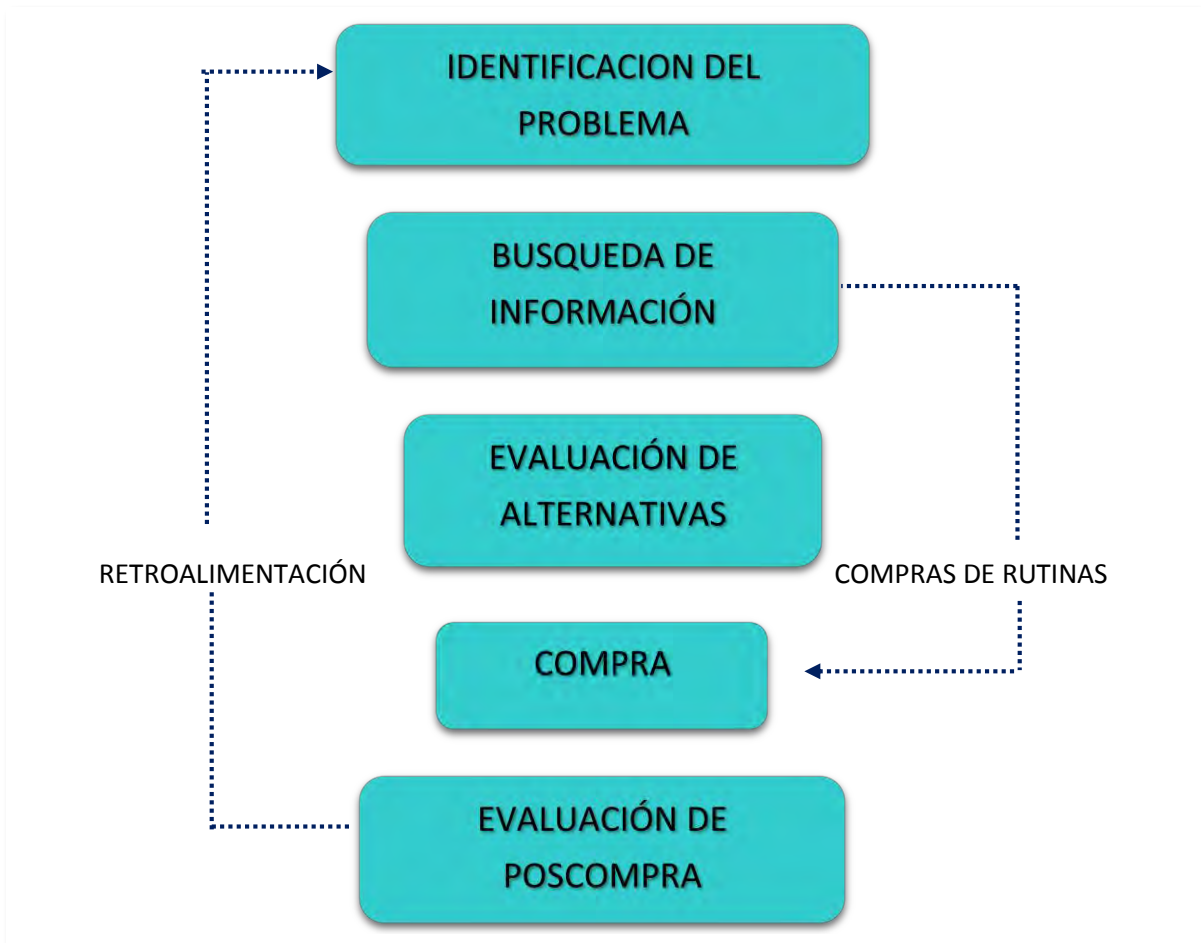 IDENTIFICACION DEL
PROBLEMA
BUSQUEDA DE
INFORMACIÓN
EVALUACIÓN DE
ALTERNATIVAS
RETROALIMENTACIÓN
COMPRAS DE RUTINAS
COMPRA
EVALUACIÓN DE
POSCOMPRA